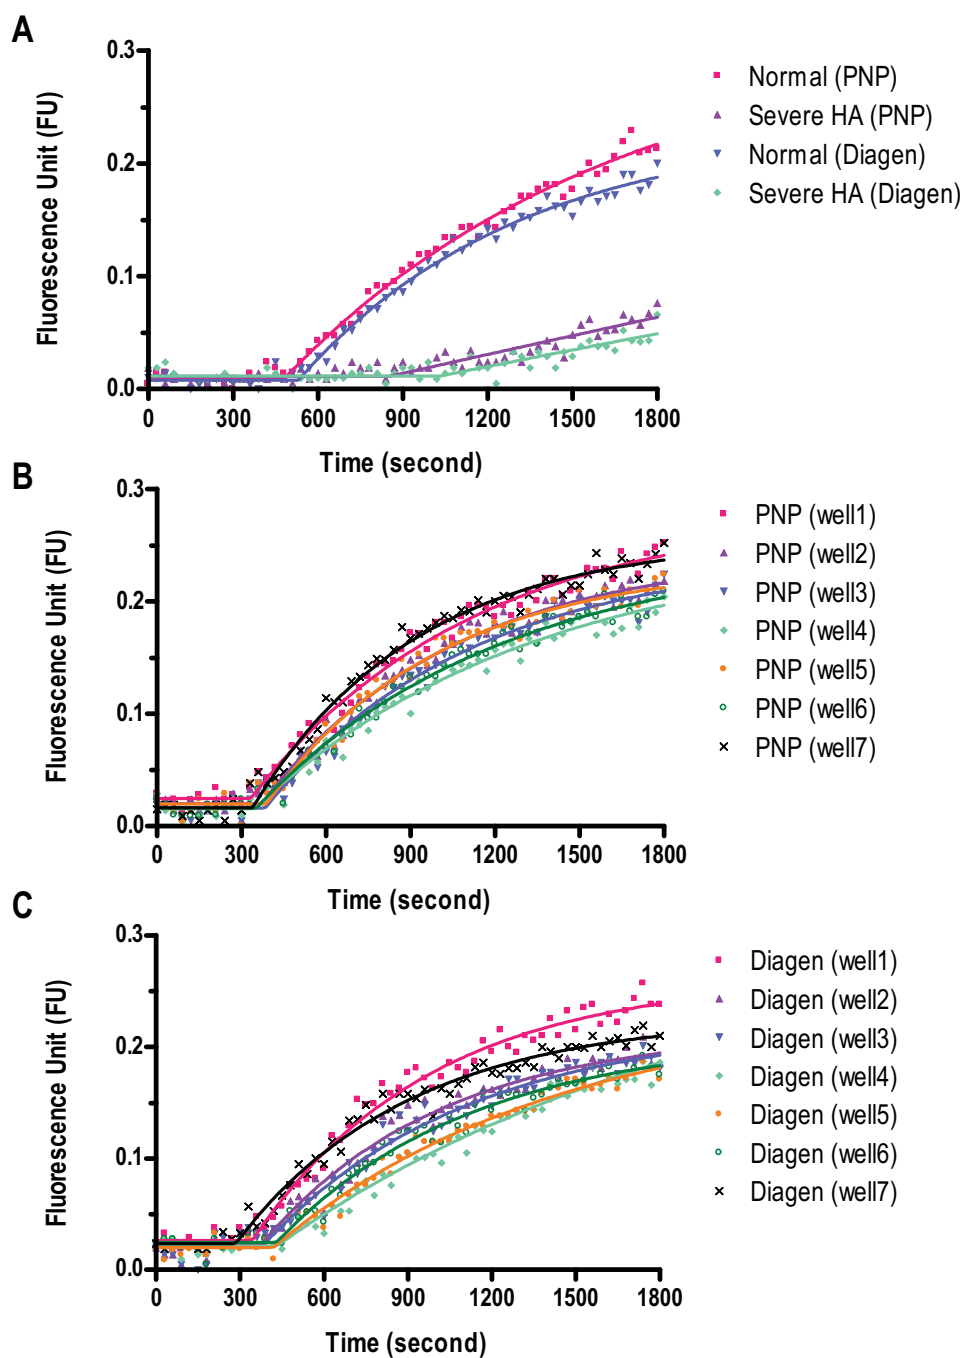 A
0.3
0.2
0.1
0.0
Fluorescence Unit (FU)
0 300 600 900 1200 1500 1800
Time (second)
Normal (PNP)
Severe HA (PNP)
Normal (Diagen)
Severe HA (Diagen)
B
0.3
0.2
0.1
0.0
Fluorescence Unit (FU)
0 300 600 900 1200 1500 1800
Time (second)
PNP (well1)
PNP (well2)
PNP (well3)
PNP (well4)
PNP (well5)
PNP (well6)
PNP (well7)
C
0.3
0.2
0.1
0.0
Fluorescence Unit (FU)
0 300 600 900 1200 1500 1800
Time (second)
Diagen (well1)
Diagen (well2)
Diagen (well3)
Diagen (well4)
Diagen (well5)
Diagen (well6)
Diagen (well7)